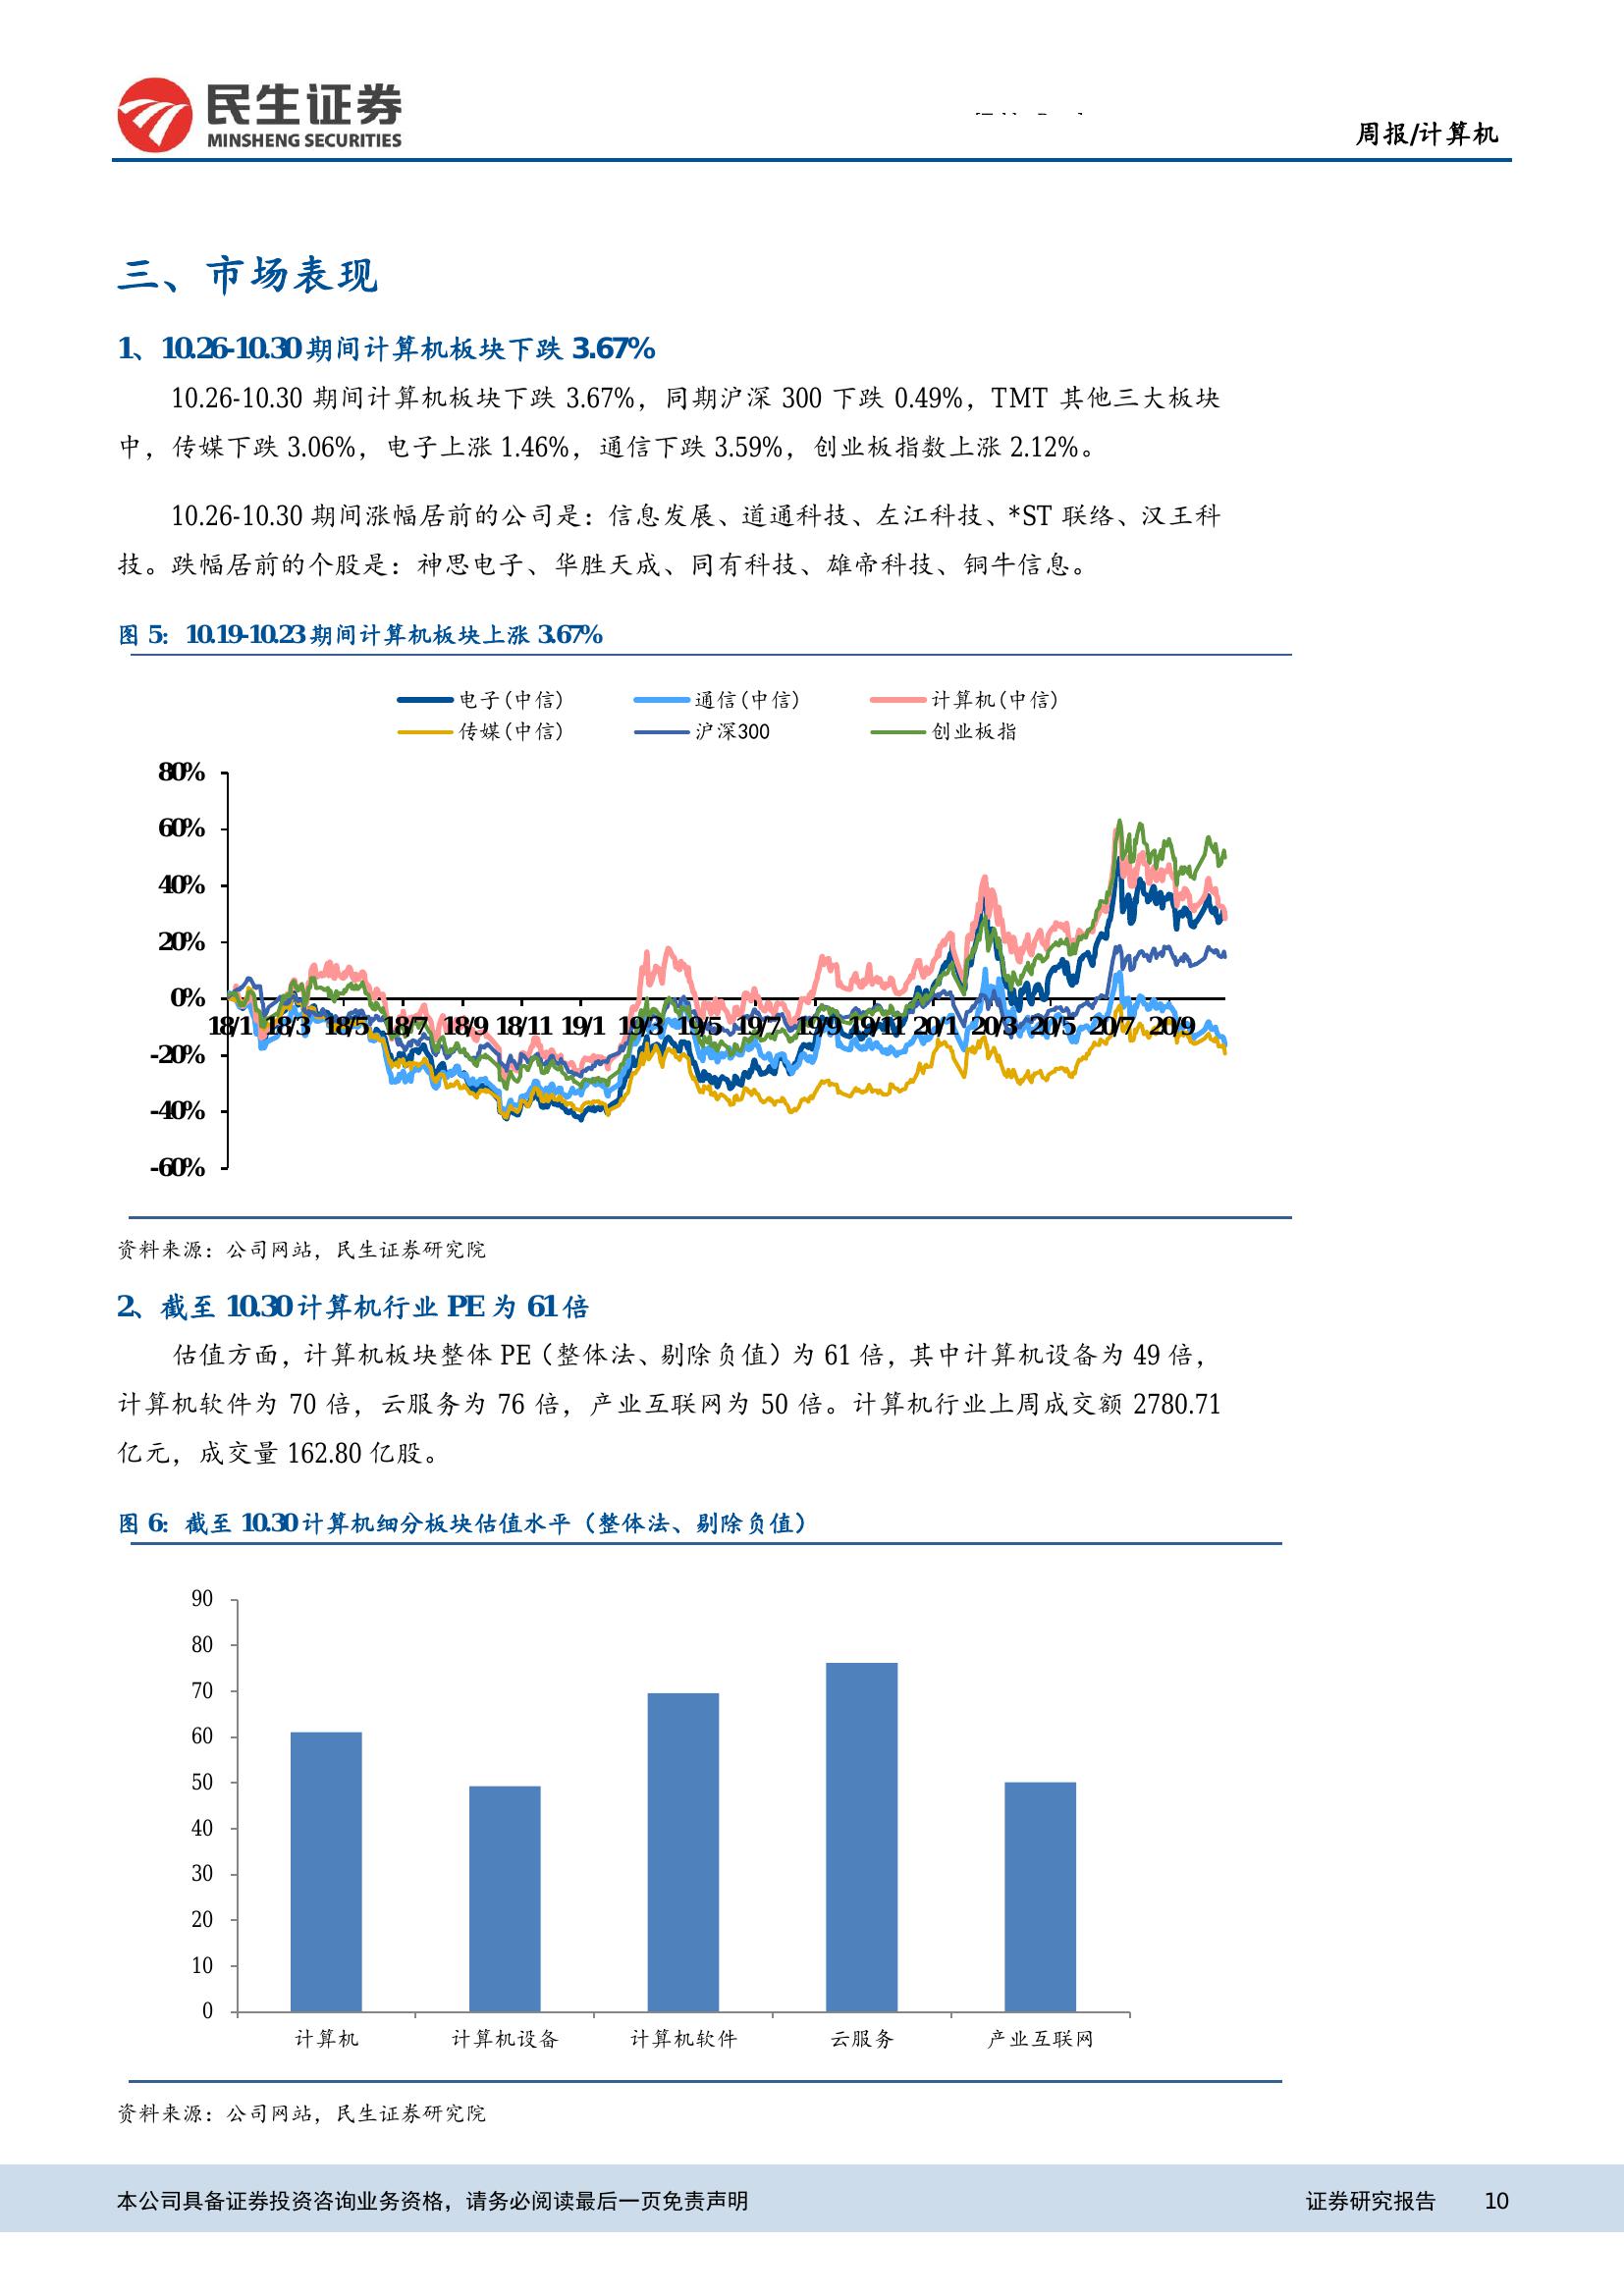 民生证券
MINSHENG SECURITIES
周报/计算机
三、市场表现
1、10.26-10.30 期间计算机板块下跌 3.67%
10.26-10.30 期间计算机板块下跌 3.67%，同期沪深 300 下跌 0.49%，TMT 其他三大板块
中，传媒下跌 3.06%，电子上涨 1.46%，通信下跌 3.59%，创业板指数上涨 2.12%。
10.26-10.30 期间涨幅居前的公司是：信息发展、道通科技、左江科技、*ST 联络、汉王科
技。跌幅居前的个股是：神思电子、华胜天成、同有科技、雄帝科技、铜牛信息。
图 5：10.19-10.23 期间计算机板块上涨 3.67%
电子(中信) 通信(中信) 计算机(中信)
传媒(中信) 沪深300 创业板指
80%
60%
40%
20%
0%
18/1 18/3 18/5 18/7 18/9 18/11 19/1 19/3 19/5 19/7 19/9 19/11 20/1 20/3 20/5 20/7 20/9
-20%
-40%
-60%
资料来源：公司网站，民生证券研究院
2、截至 10.30 计算机行业 PE 为 61 倍
估值方面，计算机板块整体 PE（整体法、剔除负值）为 61 倍，其中计算机设备为 49 倍，
计算机软件为 70 倍，云服务为 76 倍，产业互联网为 50 倍。计算机行业上周成交额 2780.71
亿元，成交量 162.80 亿股。
图 6：截至 10.30 计算机细分板块估值水平（整体法、剔除负值）
90
80
70
60
50
40
30
20
10
0
计算机 计算机设备 计算机软件 云服务 产业互联网
资料来源：公司网站，民生证券研究院
本公司具备证券投资咨询业务资格，请务必阅读最后一页免责声明 证券研究报告 10